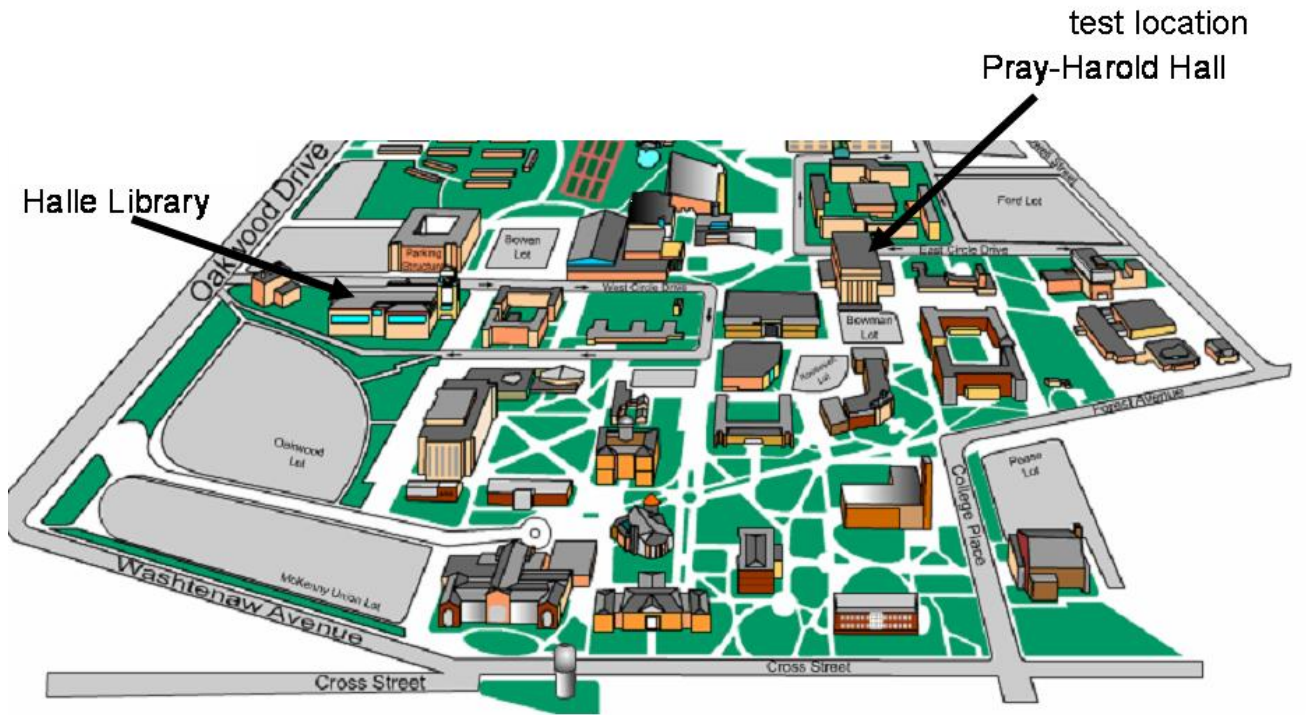 test location
Pray-Harold Hall
Halle Library
Oakwood Drive
Ford Lot
Bowen
Lot
Parking
Structure
East Circle Drive
West Circle Drive
Bowman
Lot
Roosevelt
Lot
Forest Avenue
Oakwood
Lot
Pease
Lot
College Place
McKenny Union Lot
Washtenaw Avenue
Cross Street
Cross Street